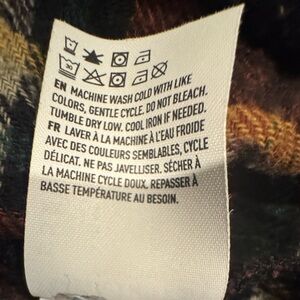 EN MACHINE WASH COLD WITH LIKE
COLORS, GENTLE CYCLE. DO NOT BLEACH.
TUMBLE DRY LOW. COOL IRON IF NEEDED.
FR LAVER À LA MACHINE À L'EAU FROIDE
AVEC DES COULEURS SEMBLABLES, CYCLE
DÉLICAT. NE PAS JAVELLISER. SÉCHER À
LA MACHINE CYCLE DOUX. REPASSER À
BASSE TEMPÉRATURE AU BESOIN.